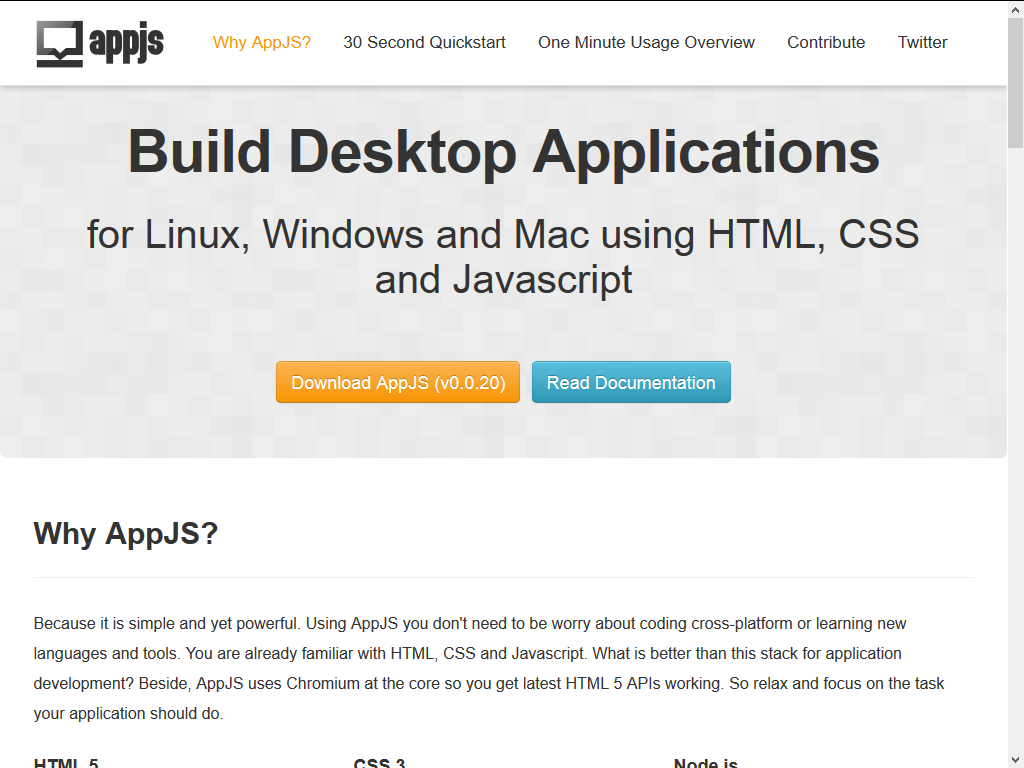 appjs
Why AppJS?
30 Second Quickstart
One Minute Usage Overview
Contribute
Twitter
Build Desktop Applications
for Linux, Windows and Mac using HTML, CSS
and Javascript
Download AppJS (v0.0.20)
Read Documentation
Why AppJS?
Because it is simple and yet powerful. Using AppJS you don't need to be worry about coding cross-platform or learning new
languages and tools. You are already familiar with HTML, CSS and Javascript. What is better than this stack for application
development? Beside, AppJS uses Chromium at the core so you get latest HTML 5 APIs working. So relax and focus on the task
your application should do.
HTML 5
CSS 3
Node.js